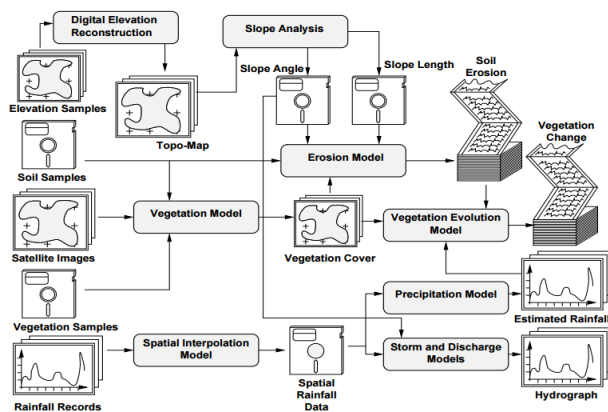 Digital Elevation
Reconstruction
Slope Analysis
Elevation Samples
Topo-Map
Slope Angle
Slope Length
Soil
Erosion
Vegetation
Change
Soil Samples
Erosion Model
Satellite Images
Vegetation Model
Vegetation Cover
Vegetation Evolution
Model
Vegetation Samples
Precipitation Model
Estimated Rainfall
Rainfall Records
Spatial Interpolation
Model
Spatial
Rainfall
Data
Storm and Discharge
Models
Hydrograph